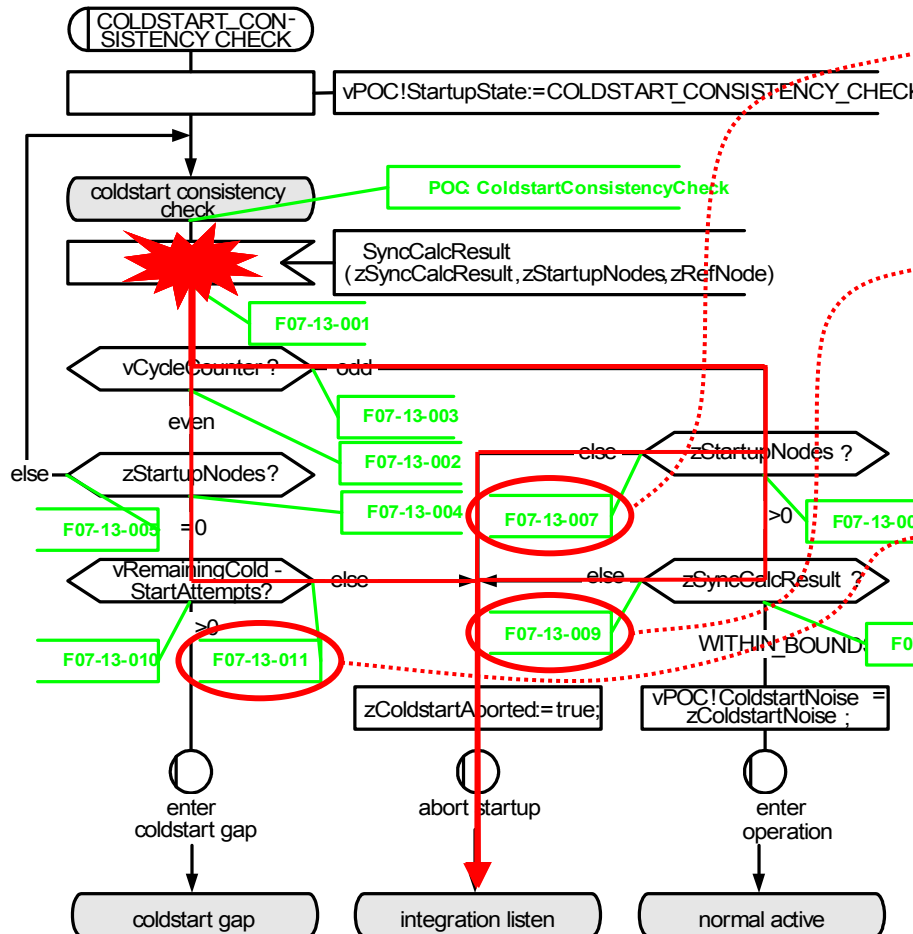 COLDSTART_CON-
SISTENCY CHECK
vPOC!StartupState:=COLDSTART_CONSISTENCY_CHECK
coldstart consistency
check
POC: ColdstartConsistencyCheck
SyncCalcResult
(zSyncCalcResult,zStartupNodes,zRefNode)
F07-13-001
vCycleCounter ?
odd
F07-13-003
even
F07-13-002
else
zStartupNodes ?
else
zStartupNodes?
F07-13-004
F07-13-007
>0
F07-13-00
F07-13-005
=0
vRemainingCold -
StartAttempts?
else
else
zSyncCalcResult ?
>0
F07-13-009
F07-13-010
F07-13-011
WITHIN_BOUNDS
F0
zColdstartAborted:=true;
vPOC!ColdstartNoise =
zColdstartNoise ;
enter
coldstart gap
abort startup
enter
operation
coldstart gap
integration listen
normal active